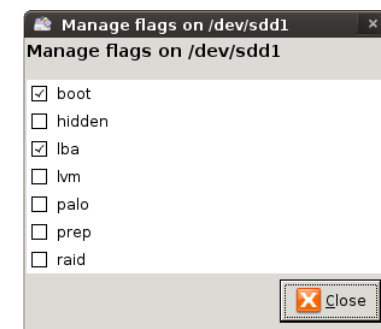 Manage flags on /dev/sdd1
Manage flags on /dev/sdd1
boot
hidden
lba
lvm
palo
prep
raid
Close